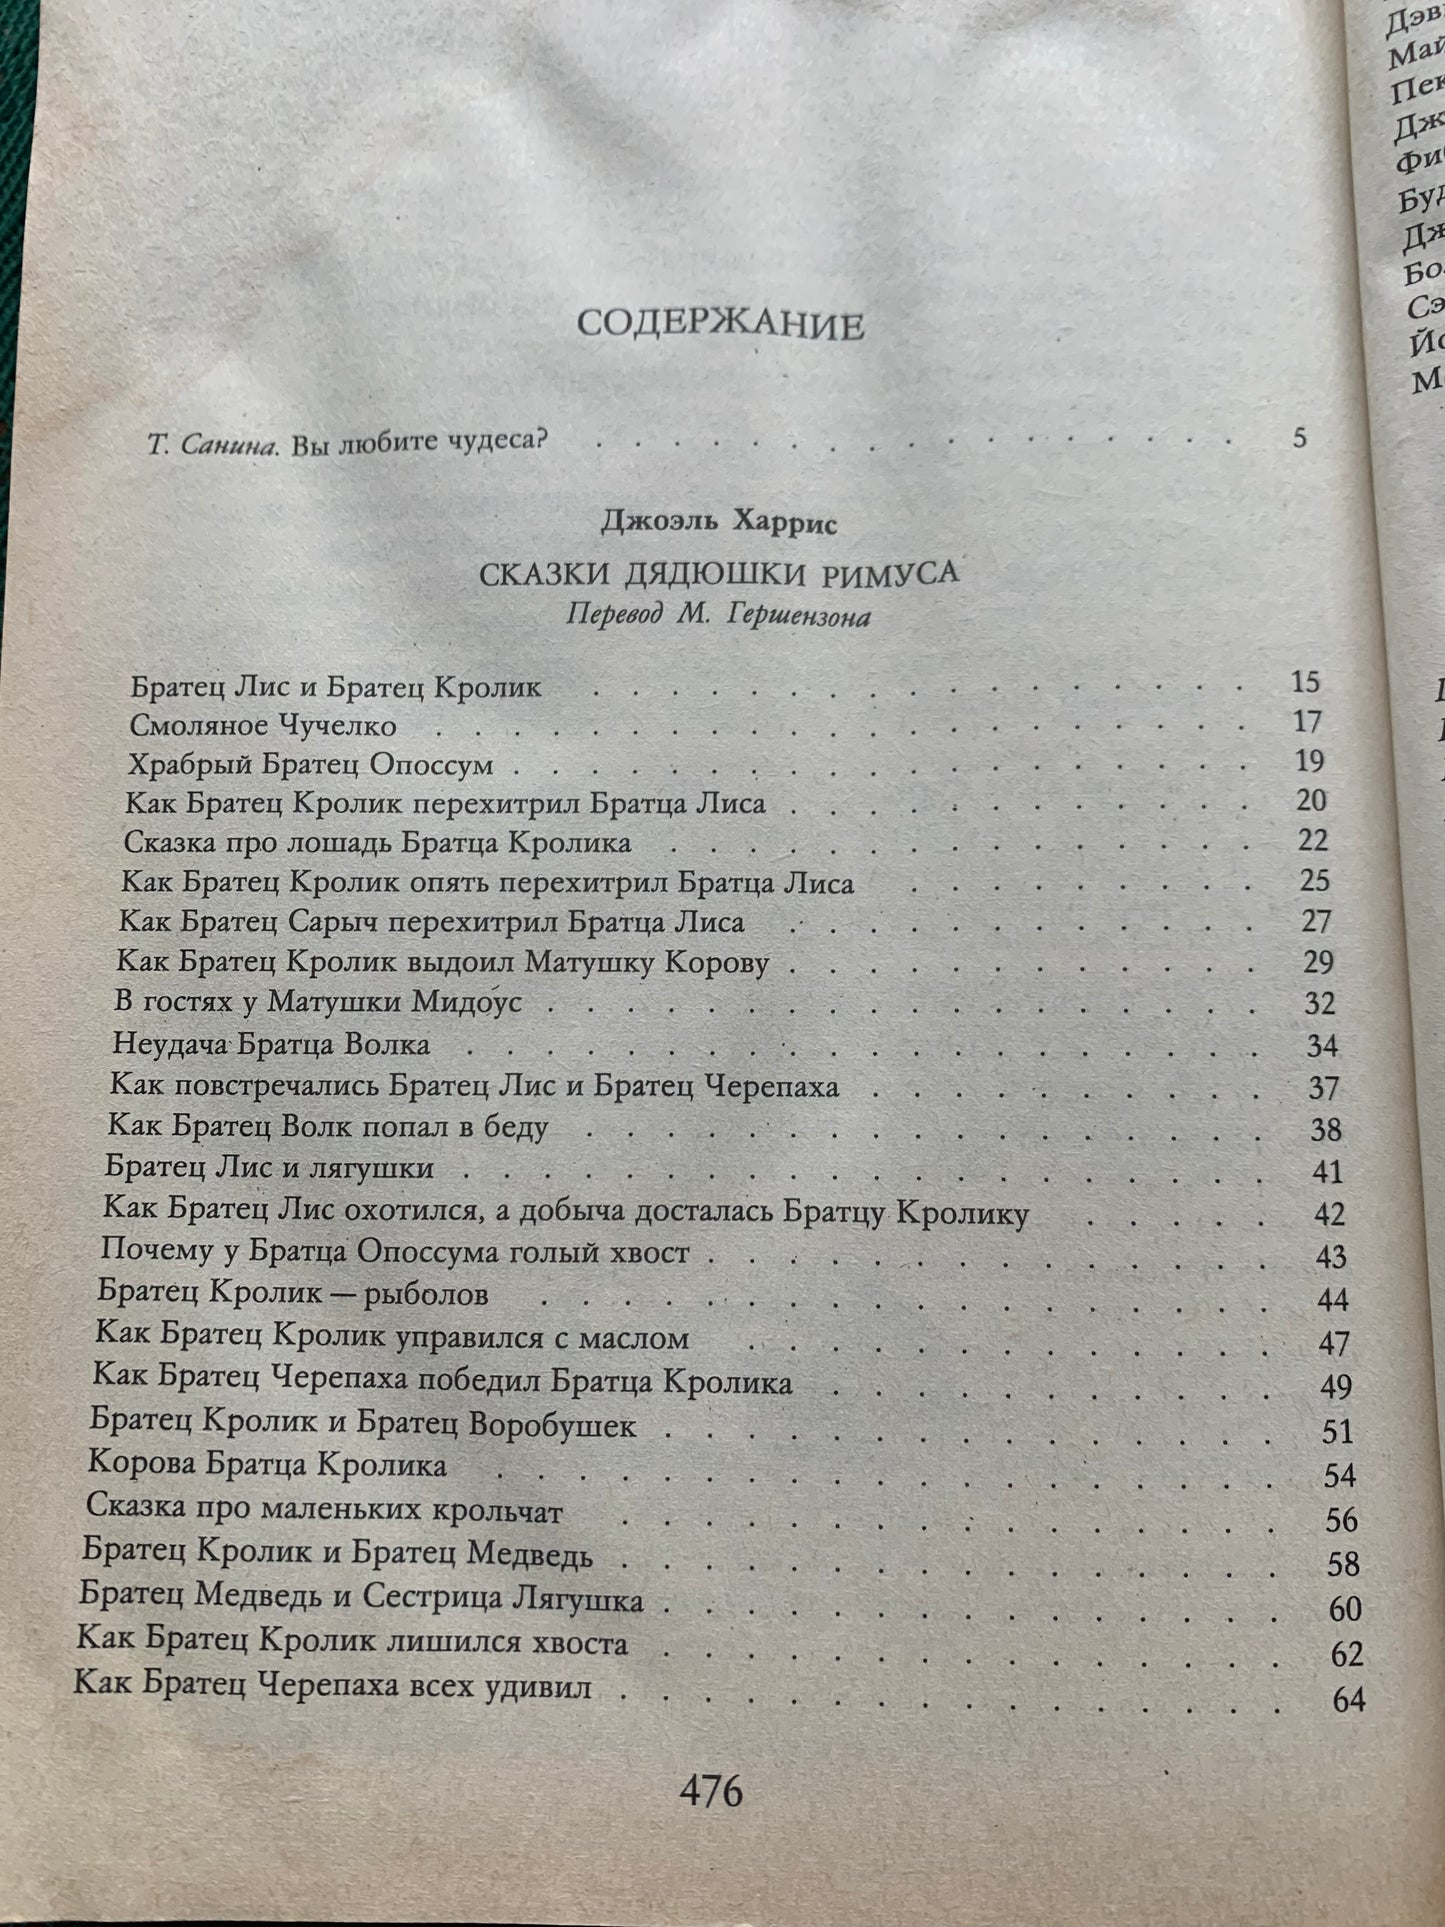 СОДЕРЖАНИЕ
Т. Санина. Вы любите чудеса? . . . . . . . . . . . . . . . . . 5
Джоэль Харрис
СКАЗКИ ДЯДЮШКИ РИМУСА
Перевод М. Гершензона
Братец Лис и Братец Кролик . . . . . . . . . . . . . . . . . 15
Смоляное Чучелко . . . . . . . . . . . . . . . . . . . . . 17
Храбрый Братец Опоссум . . . . . . . . . . . . . . . . . . . 19
Как Братец Кролик перехитрил Братца Лиса . . . . . . . . . . . . 20
Сказка про лошадь Братца Кролика . . . . . . . . . . . . . . . 22
Как Братец Кролик опять перехитрил Братца Лиса . . . . . . . . . 25
Как Братец Сарыч перехитрил Братца Лиса . . . . . . . . . . . . 27
Как Братец Кролик выдоил Матушку Корову . . . . . . . . . . . . 29
В гостях у Матушки Мидоус . . . . . . . . . . . . . . . . . . 32
Неудача Братца Волка . . . . . . . . . . . . . . . . . . . . 34
Как повстречались Братец Лис и Братец Черепаха . . . . . . . . . . 37
Как Братец Волк попал в беду . . . . . . . . . . . . . . . . . 38
Братец Лис и лягушки . . . . . . . . . . . . . . . . . . . . 41
Как Братец Лис охотился, а добыча досталась Братцу Кролику . . . . . 42
Почему у Братца Опоссума голый хвост . . . . . . . . . . . . . . 43
Братец Кролик — рыболов . . . . . . . . . . . . . . . . . . 44
Как Братец Кролик управился с маслом . . . . . . . . . . . . . 47
Как Братец Черепаха победил Братца Кролика . . . . . . . . . . . 49
Братец Кролик и Братец Воробушек . . . . . . . . . . . . . . . 51
Корова Братца Кролика . . . . . . . . . . . . . . . . . . . 54
Сказка про маленьких крольчат . . . . . . . . . . . . . . . . 56
Братец Кролик и Братец Медведь . . . . . . . . . . . . . . . . 58
Братец Медведь и Сестрица Лягушка . . . . . . . . . . . . . . . 60
Как Братец Кролик лишился хвоста . . . . . . . . . . . . . . . 62
Как Братец Черепаха всех удивил . . . . . . . . . . . . . . . . 64
476